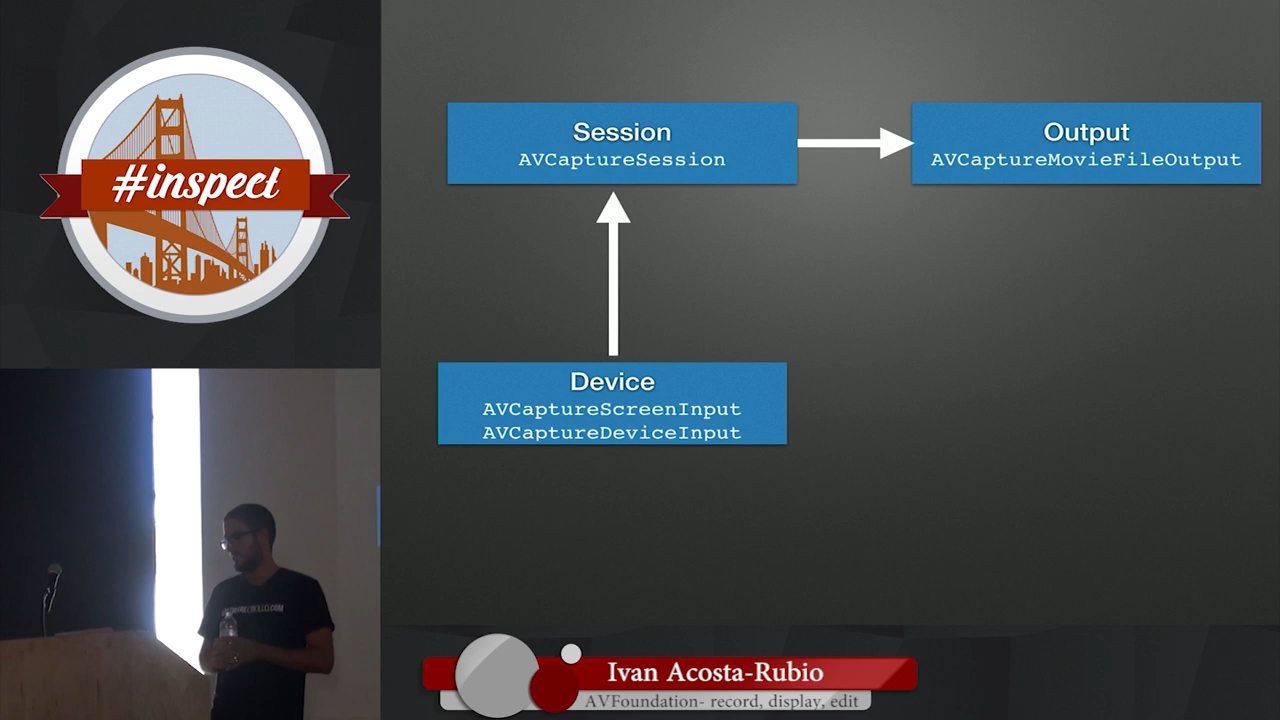 #inspect
Session
AVCaptureSession
Output
AVCaptureMovieFileOutput
Device
AVCaptureScreenInput
AVCaptureDeviceInput
Ivan Acosta-Rubio
AVFoundation- record, display, edit